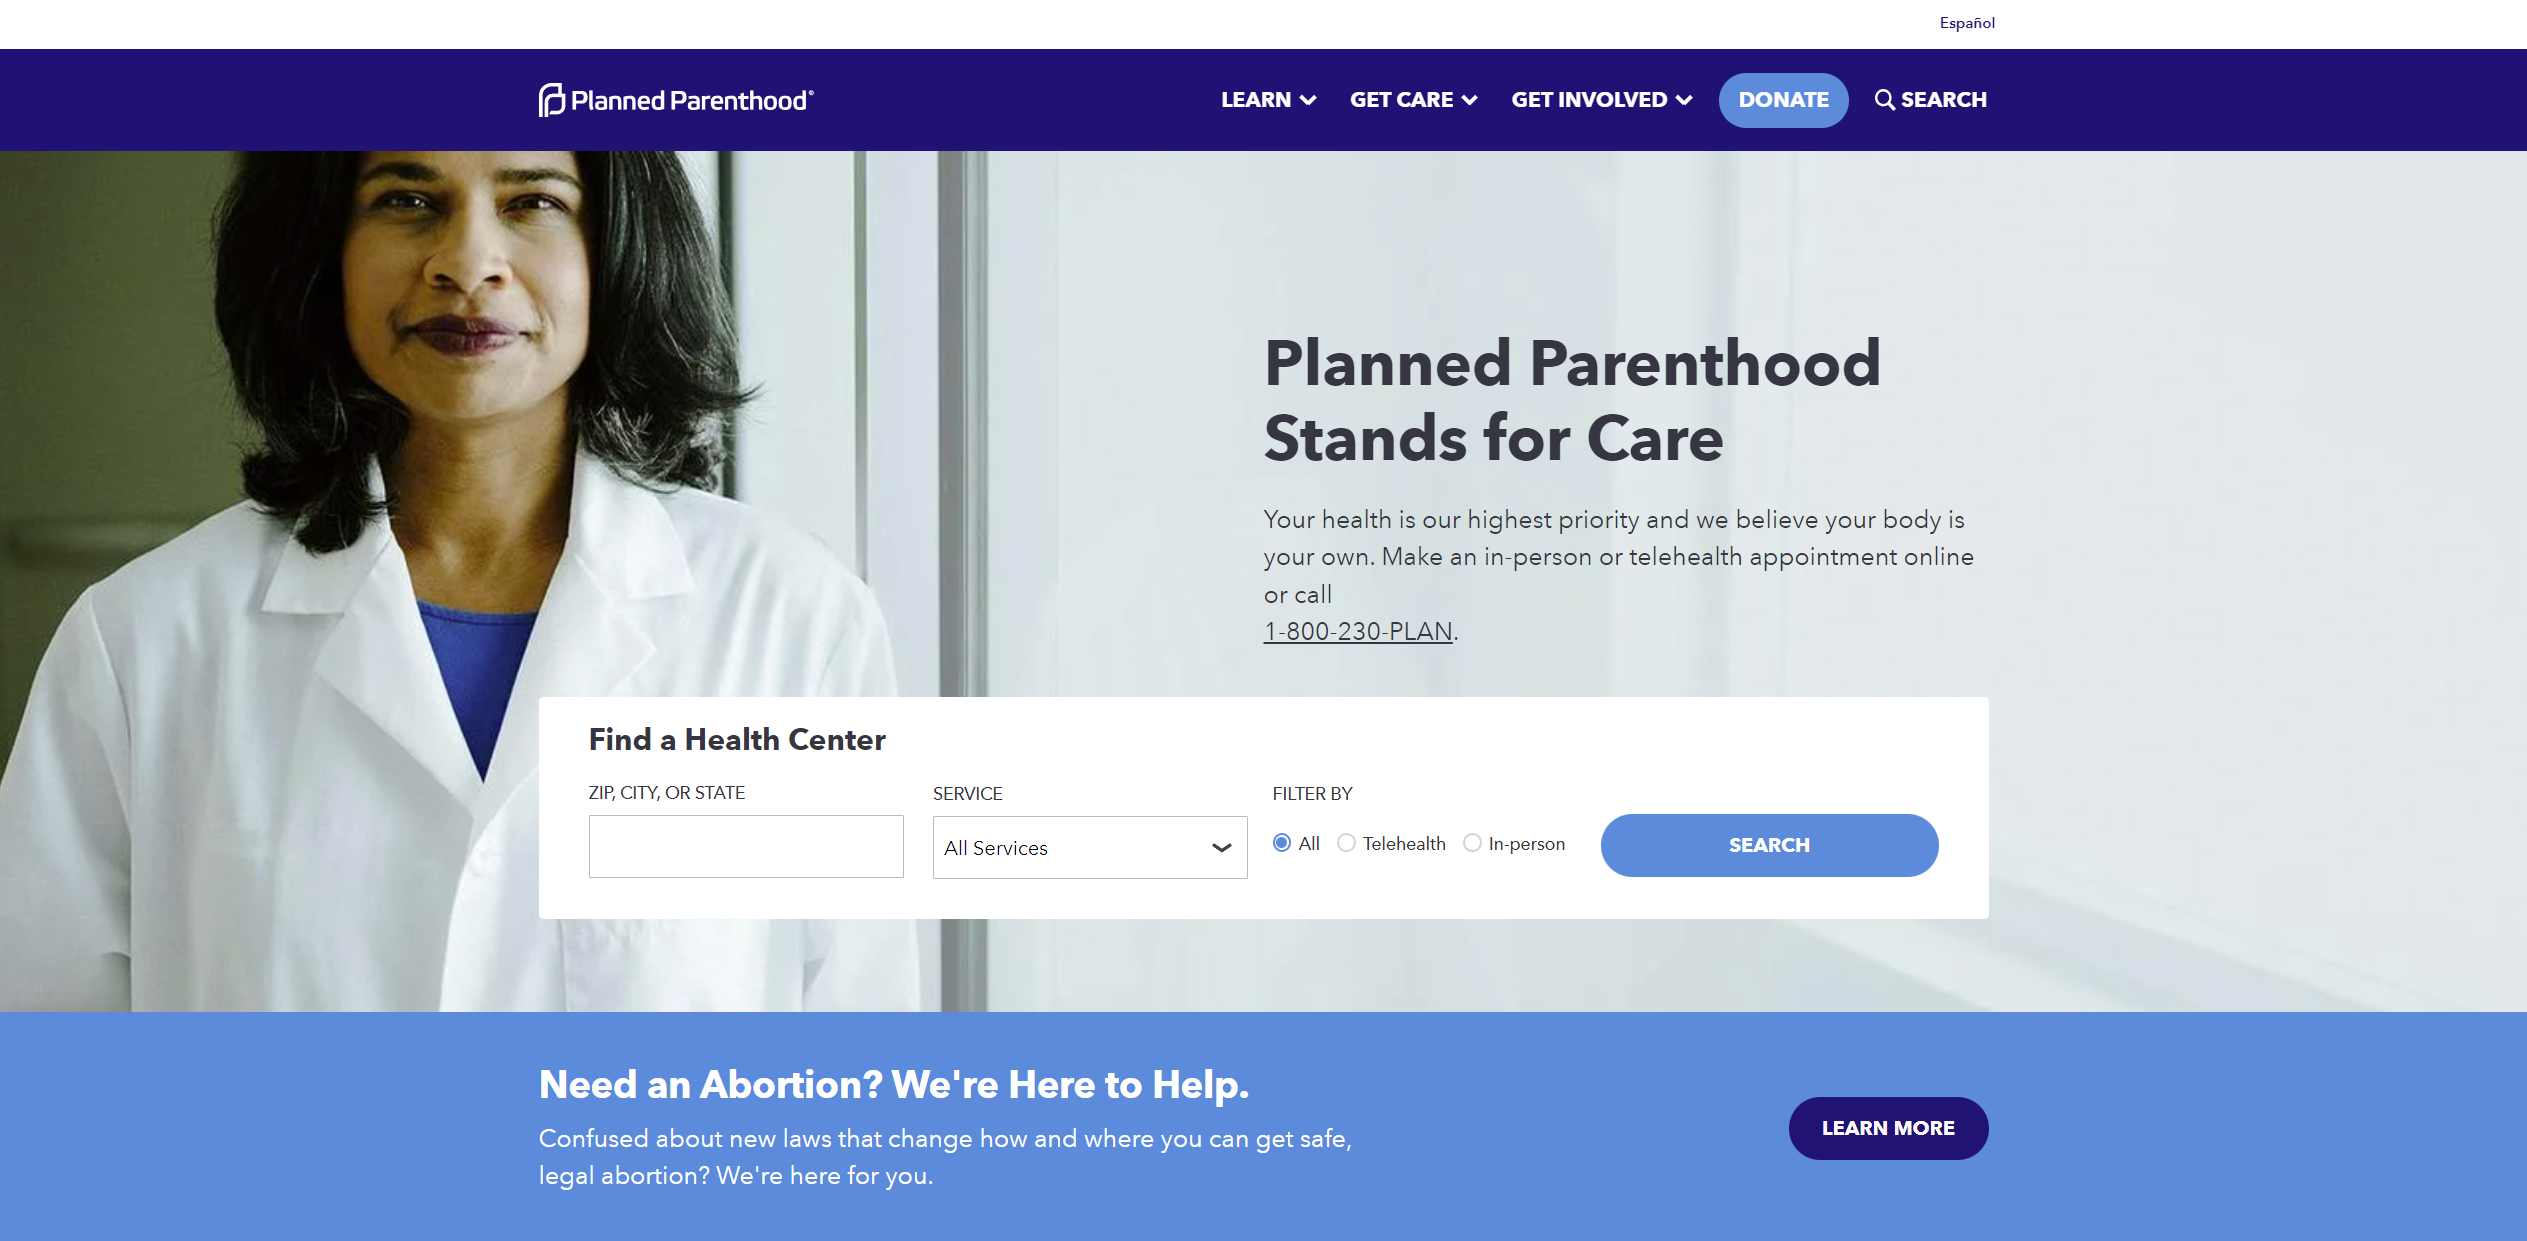 Español
Planned Parenthood®
LEARN
GET CARE
GET INVOLVED
DONATE
SEARCH
Planned Parenthood
Stands for Care
Your health is our highest priority and we believe your body is
your own. Make an in-person or telehealth appointment online
or call
1-800-230-PLAN.
Find a Health Center
ZIP, CITY, OR STATE
SERVICE
All Services
FILTER BY
All
Telehealth
In-person
SEARCH
Need an Abortion? We're Here to Help.
Confused about new laws that change how and where you can get safe,
legal abortion? We're here for you.
LEARN MORE